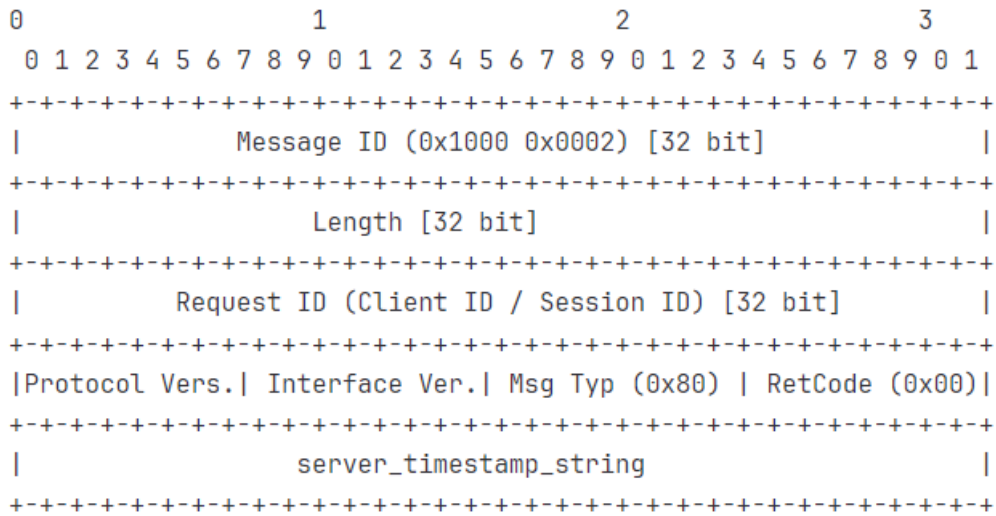 0                   1                   2                   3
 0 1 2 3 4 5 6 7 8 9 0 1 2 3 4 5 6 7 8 9 0 1 2 3 4 5 6 7 8 9 0 1
+-+-+-+-+-+-+-+-+-+-+-+-+-+-+-+-+-+-+-+-+-+-+-+-+-+-+-+-+-+-+-+-+
|              Message ID (0x1000 0x0002) [32 bit]              |
+-+-+-+-+-+-+-+-+-+-+-+-+-+-+-+-+-+-+-+-+-+-+-+-+-+-+-+-+-+-+-+-+
|                   Length [32 bit]                             |
+-+-+-+-+-+-+-+-+-+-+-+-+-+-+-+-+-+-+-+-+-+-+-+-+-+-+-+-+-+-+-+-+
|          Request ID (Client ID / Session ID) [32 bit]         |
+-+-+-+-+-+-+-+-+-+-+-+-+-+-+-+-+-+-+-+-+-+-+-+-+-+-+-+-+-+-+-+-+
|Protocol Vers.| Interface Ver.| Msg Typ (0x80) | RetCode (0x00)|
+-+-+-+-+-+-+-+-+-+-+-+-+-+-+-+-+-+-+-+-+-+-+-+-+-+-+-+-+-+-+-+-+
|                  server_timestamp_string                      |
+-+-+-+-+-+-+-+-+-+-+-+-+-+-+-+-+-+-+-+-+-+-+-+-+-+-+-+-+-+-+-+-+